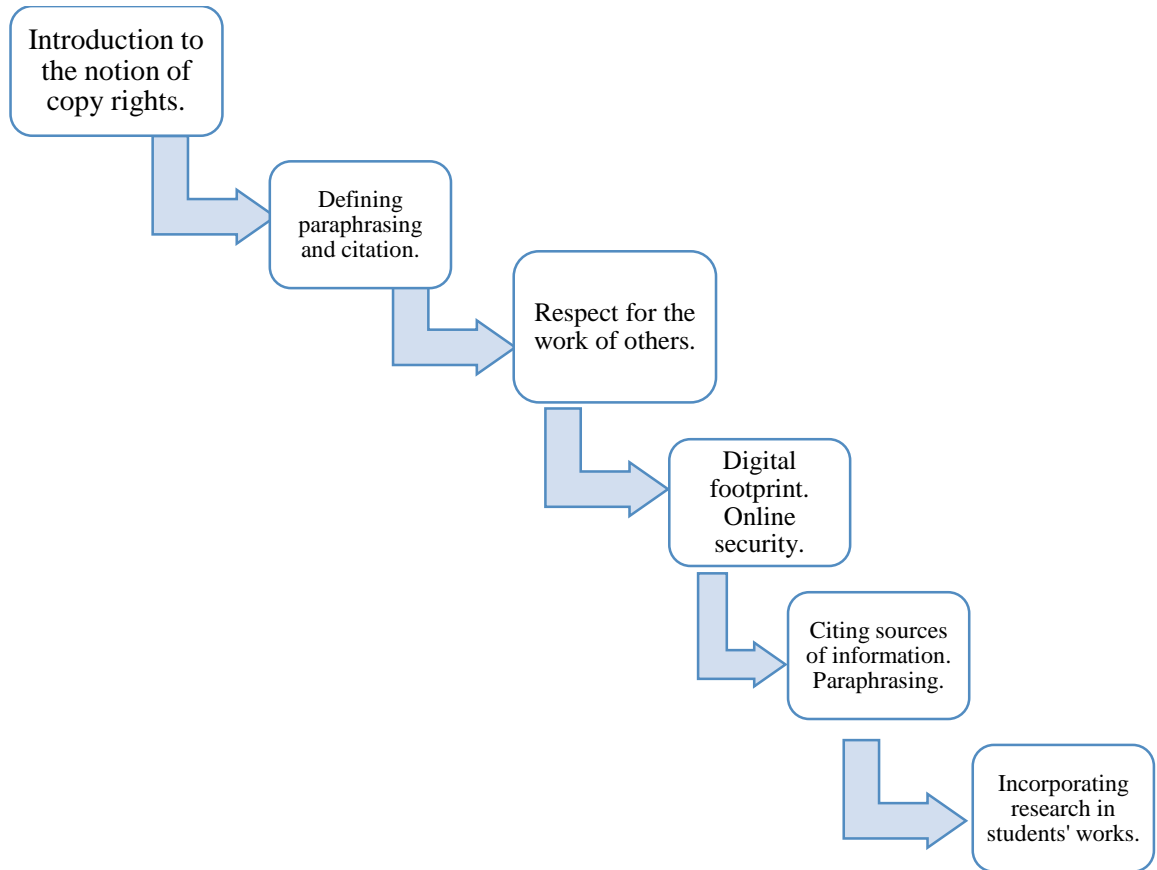 Introduction to
the notion of
copy rights.
Defining
paraphrasing
and citation.
Respect for the
work of others.
Digital
footprint.
Online
security.
Citing sources
of information.
Paraphrasing.
Incorporating
research in
students' works.